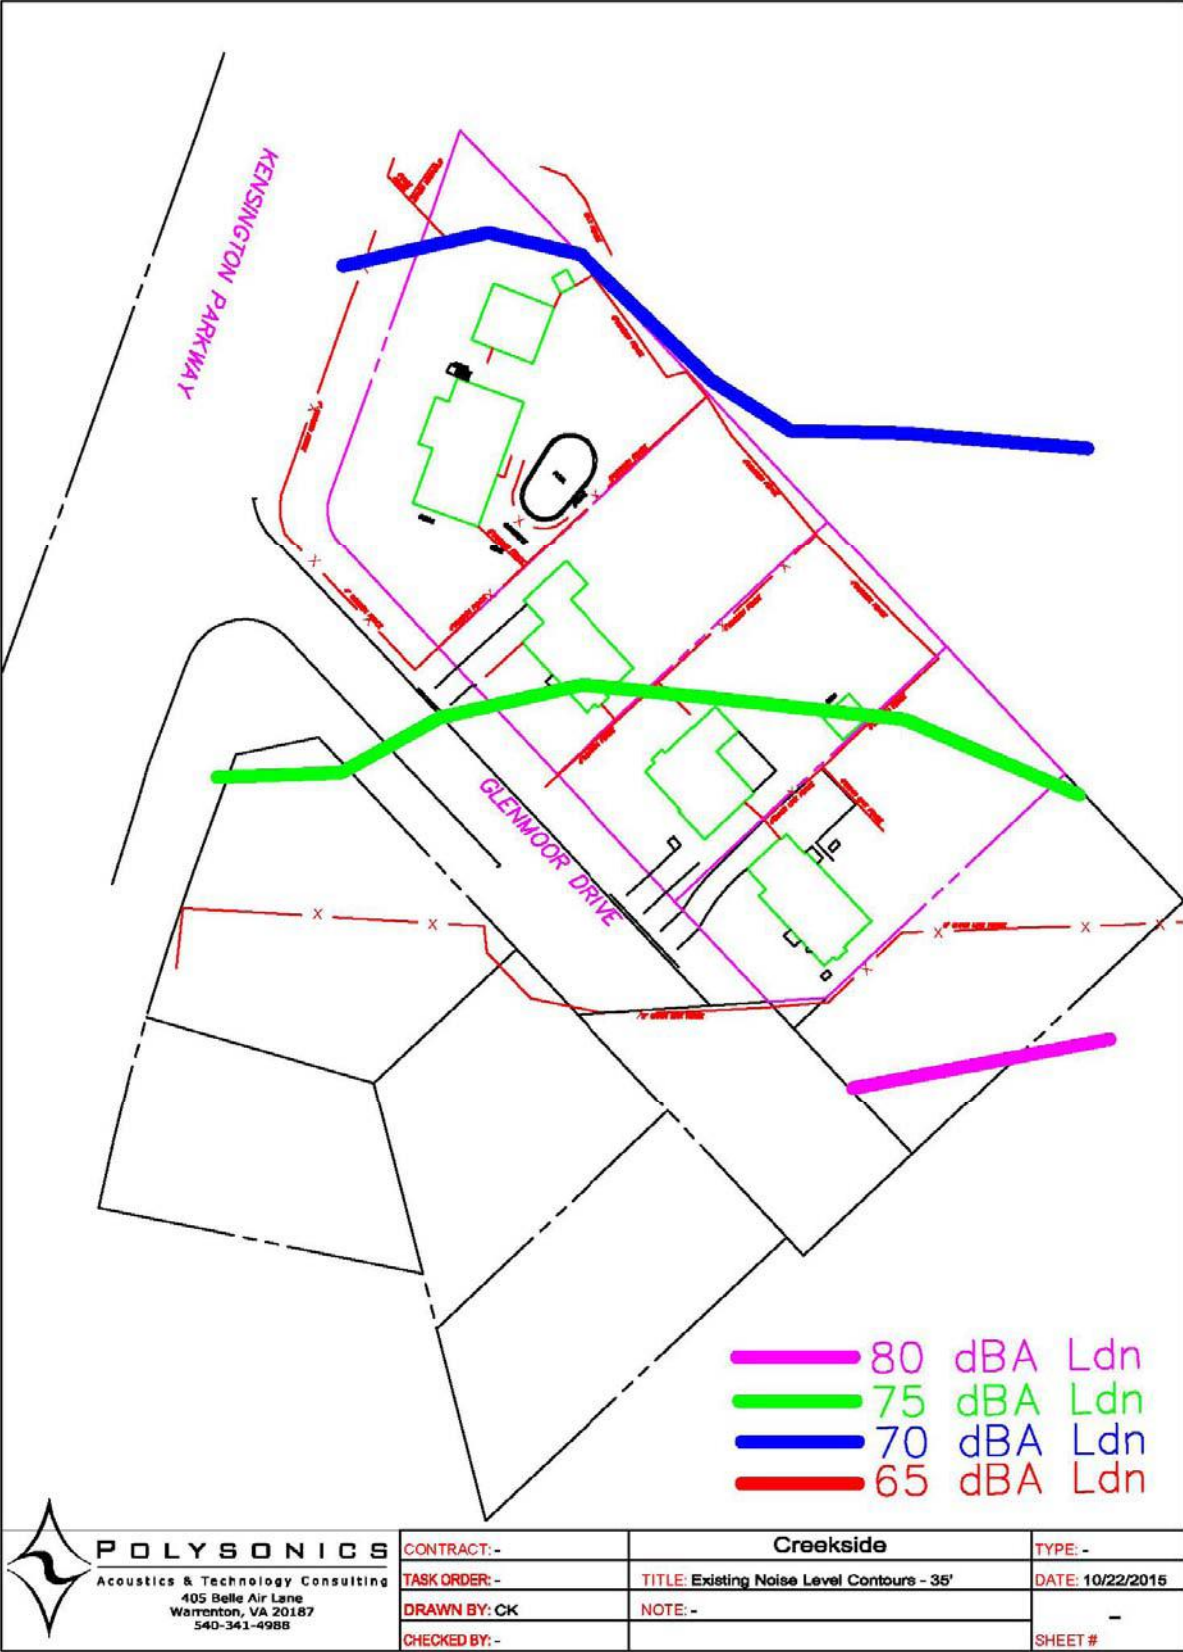 KENSINGTON PARKWAY
GLENMOOR DRIVE
80 dBA Ldn
75 dBA Ldn
70 dBA Ldn
65 dBA Ldn
POLYSONICS
Acoustics & Technology Consulting
405 Belle Air Lane
Warrenton, VA 20187
540-341-4988
CONTRACT: -
TASK ORDER: -
DRAWN BY: CK
CHECKED BY: -
Creekside
TITLE: Existing Noise Level Contours - 35'
NOTE: -
TYPE: -
DATE: 10/22/2015
-
SHEET #